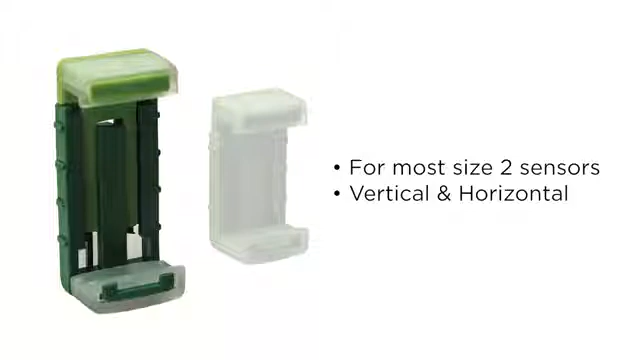 • For most size 2 sensors
• Vertical & Horizontal